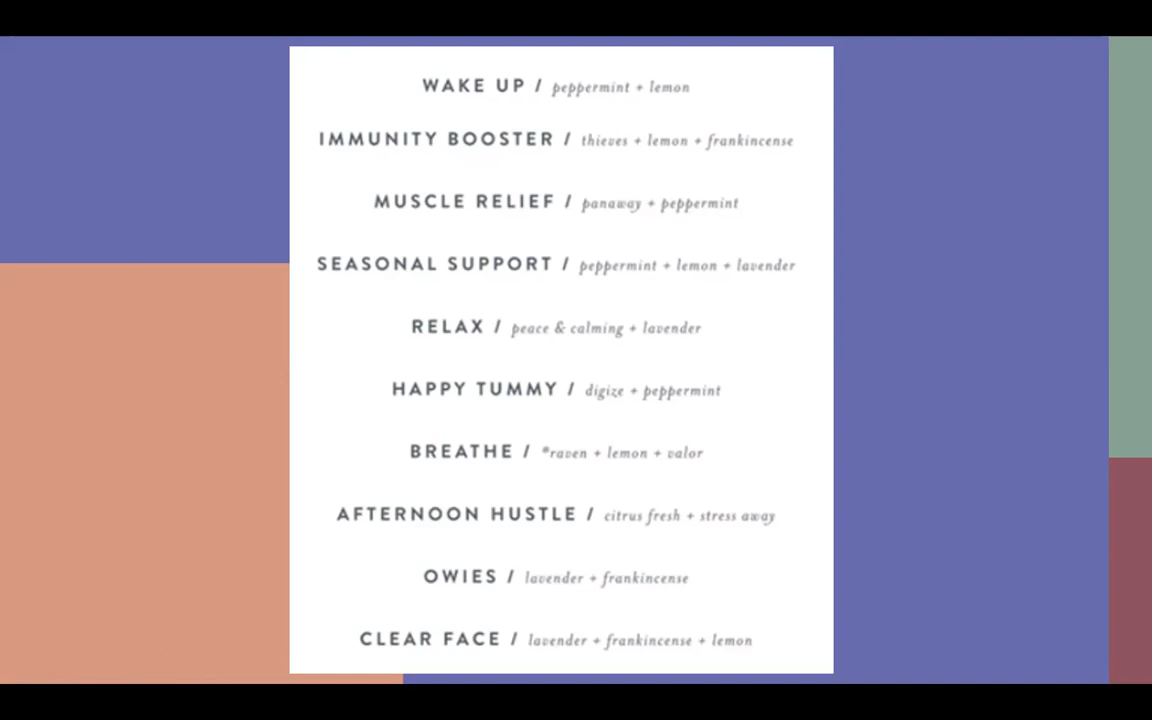 WAKE UP / peppermint + lemon
IMMUNITY BOOSTER / thieves + lemon + frankincense
MUSCLE RELIEF / panaway + peppermint
SEASONAL SUPPORT / peppermint + lemon + lavender
RELAX / peace & calming + lavender
HAPPY TUMMY / digize + peppermint
BREATHE / *raven + lemon + valor
AFTERNOON HUSTLE / citrus fresh + stress away
OWIES / lavender + frankincense
CLEAR FACE / lavender + frankincense + lemon